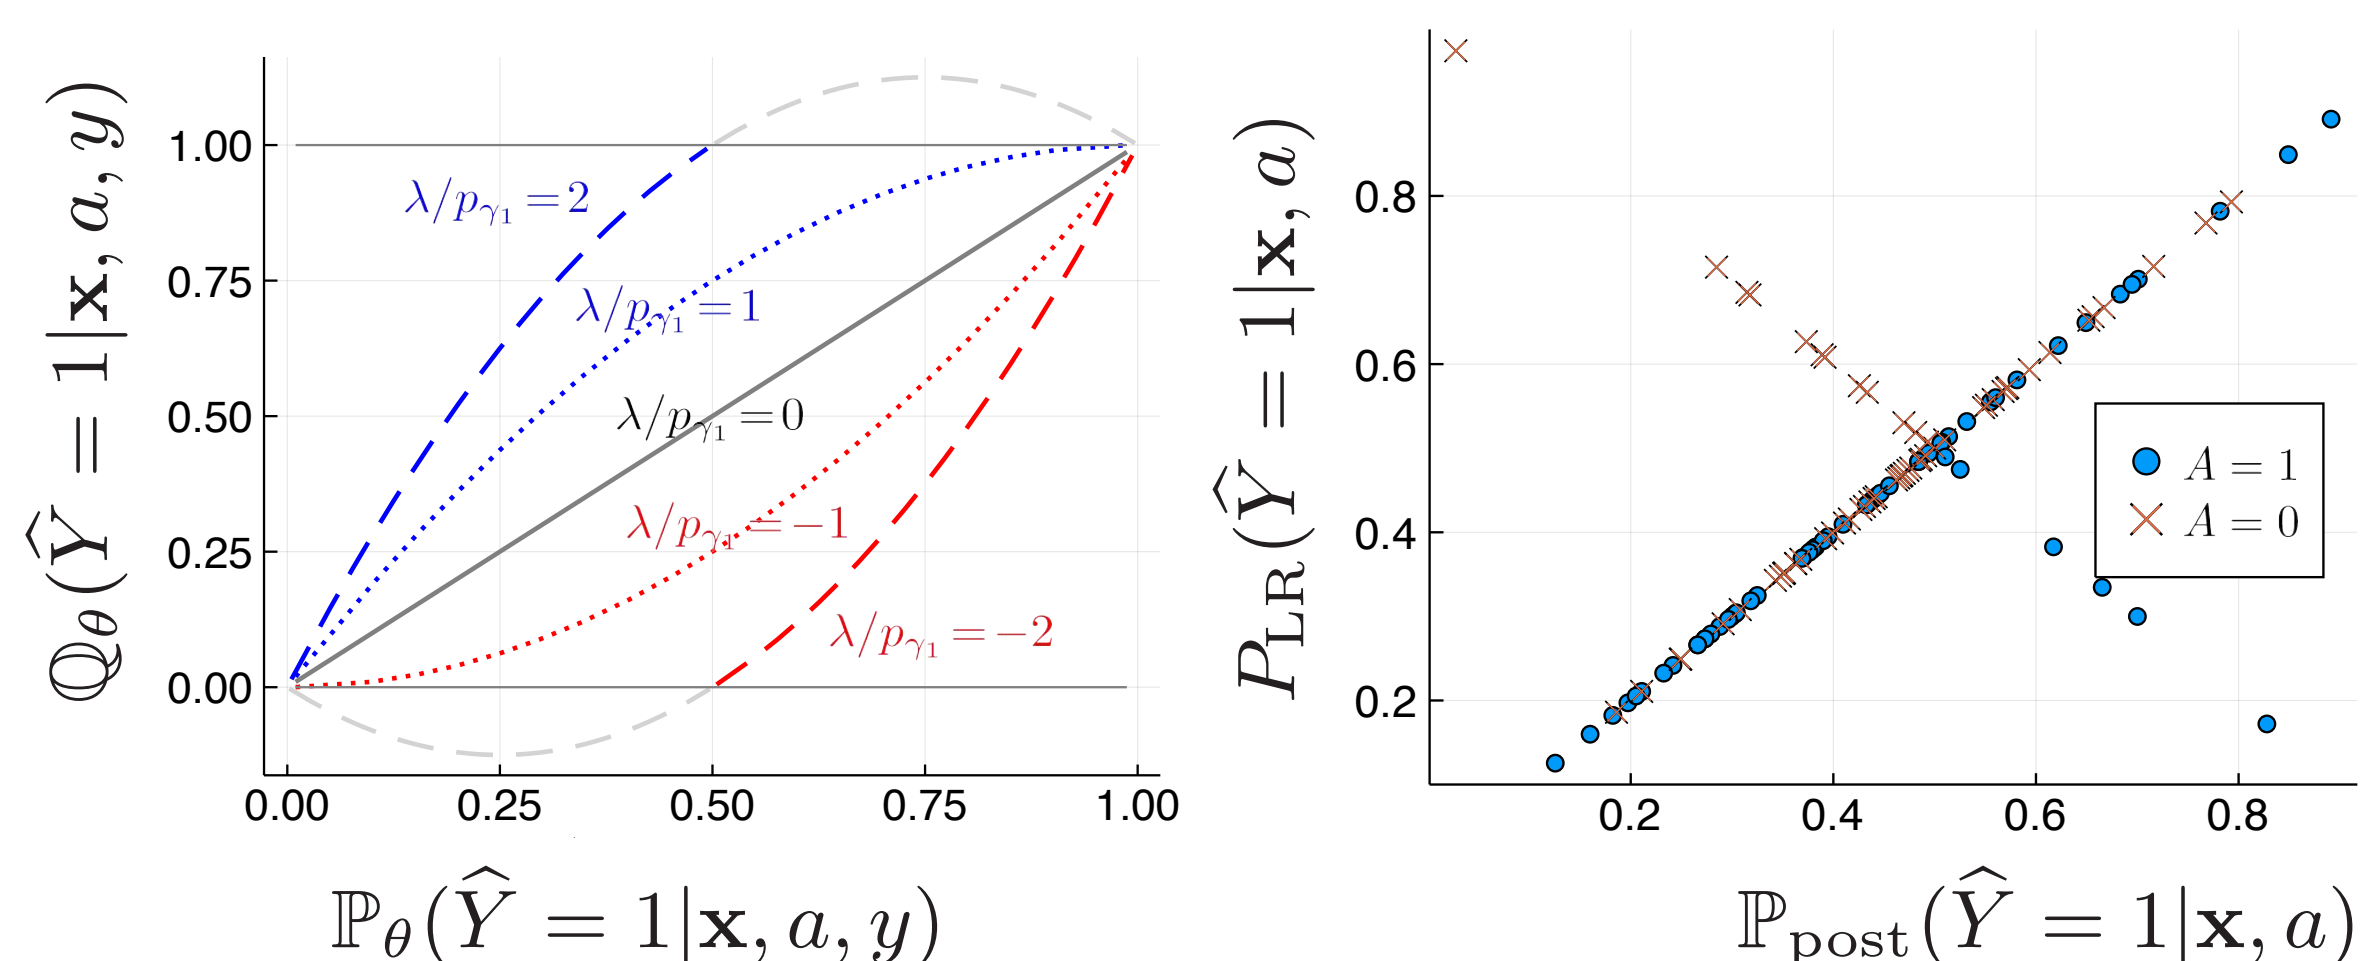 ℚ_θ(Ŷ = 1|𝐱, a, y)
1.00
0.75
0.50
0.25
0.00
λ/p_γ₁ = 2
λ/p_γ₁ = 1
λ/p_γ₁ = 0
λ/p_γ₁ = −1
λ/p_γ₁ = −2
0.00 0.25 0.50 0.75 1.00
ℙ_θ(Ŷ = 1|𝐱, a, y)
P_LR(Ŷ = 1|𝐱, a)
0.8
0.6
0.4
0.2
A = 1
A = 0
0.2 0.4 0.6 0.8
ℙ_post(Ŷ = 1|𝐱, a)